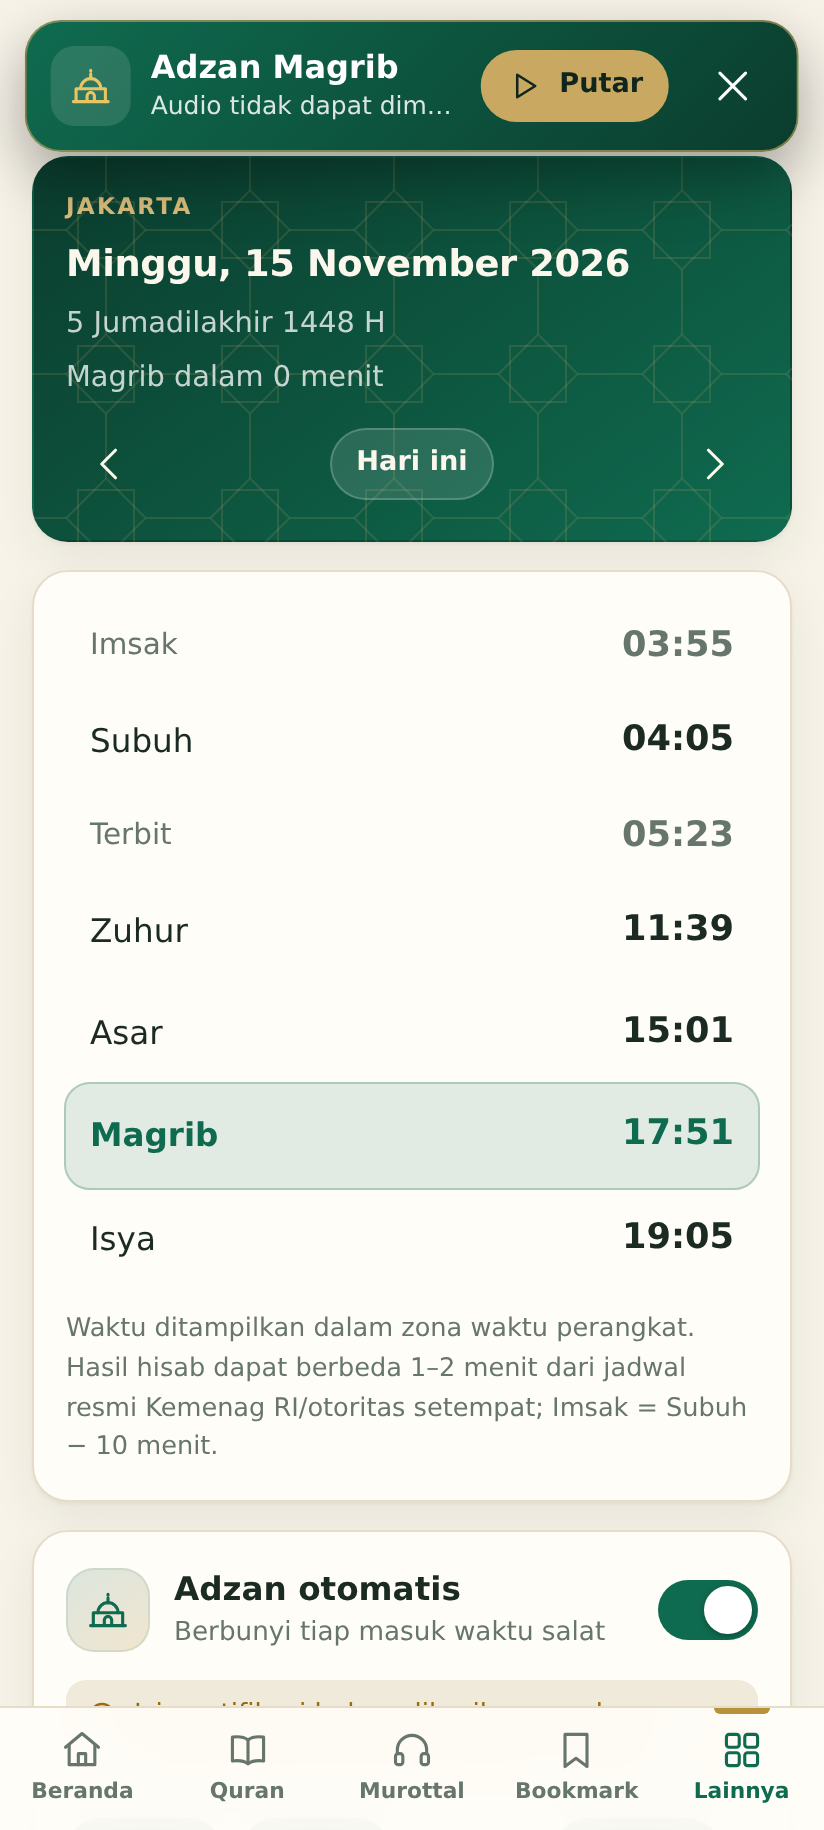 Adzan Magrib
Audio tidak dapat dim...
Putar
JAKARTA
Minggu, 15 November 2026
5 Jumadilakhir 1448 H
Magrib dalam 0 menit
Hari ini
Imsak 03:55
Subuh 04:05
Terbit 05:23
Zuhur 11:39
Asar 15:01
Magrib 17:51
Isya 19:05
Waktu ditampilkan dalam zona waktu perangkat.
Hasil hisab dapat berbeda 1–2 menit dari jadwal
resmi Kemenag RI/otoritas setempat; Imsak = Subuh
− 10 menit.
Adzan otomatis
Berbunyi tiap masuk waktu salat
Beranda
Quran
Murottal
Bookmark
Lainnya